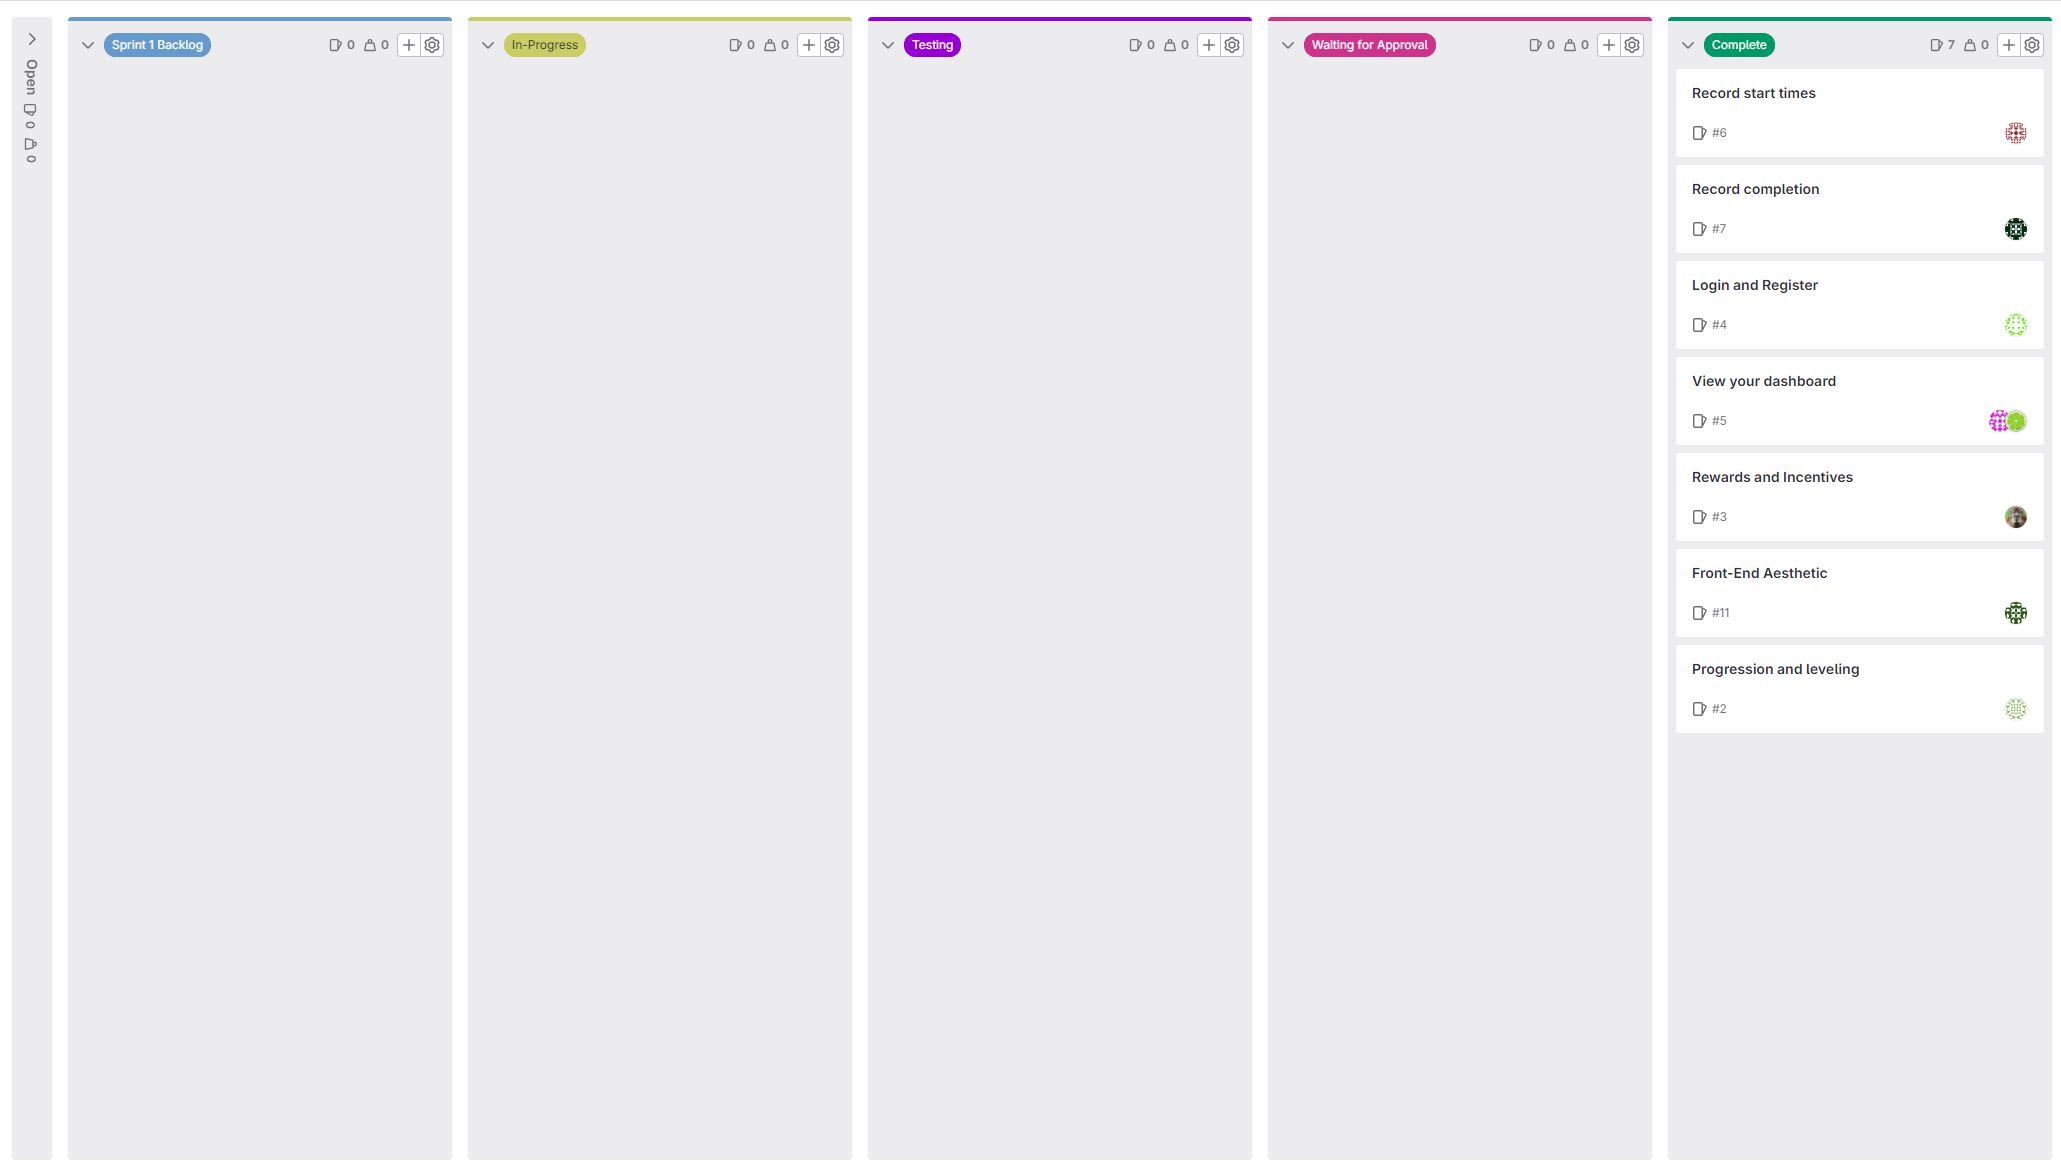 Open 0 0
Sprint 1 Backlog 0 0
In-Progress 0 0
Testing 0 0
Waiting for Approval 0 0
Complete 7 0
Record start times
#6
Record completion
#7
Login and Register
#4
View your dashboard
#5
Rewards and Incentives
#3
Front-End Aesthetic
#11
Progression and leveling
#2